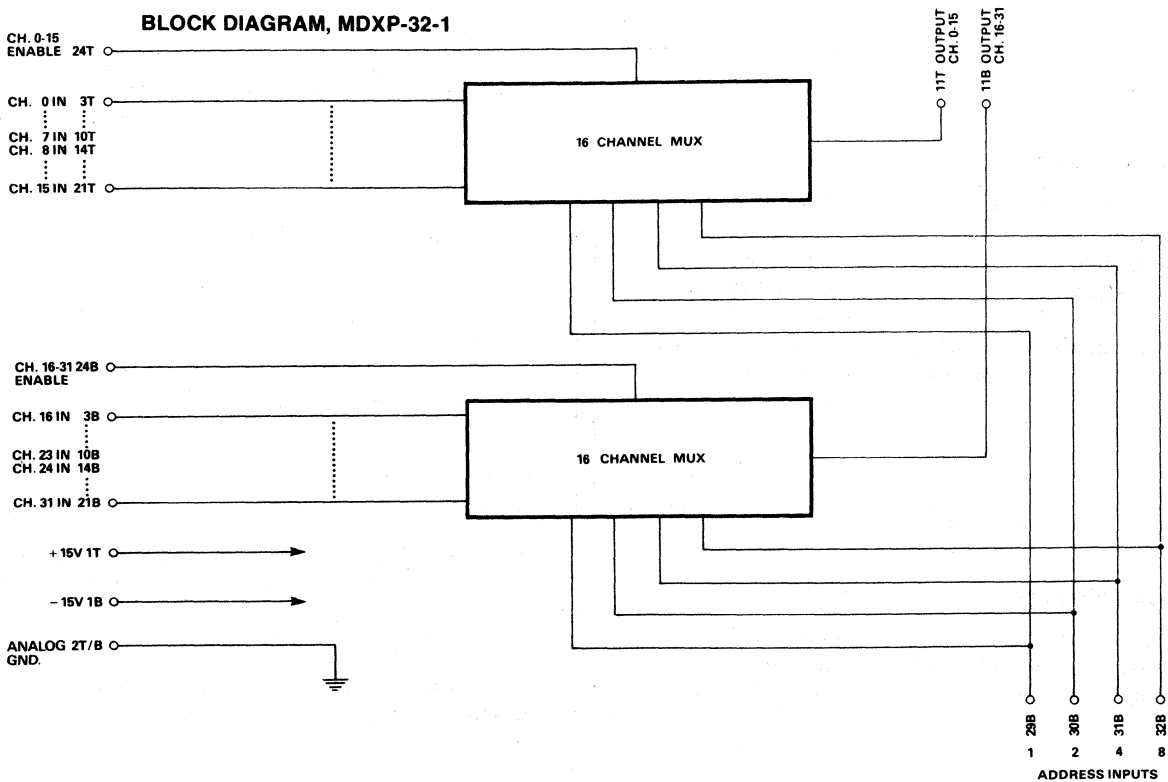 BLOCK DIAGRAM, MDXP-32-1
CH. 0-15
ENABLE 24T
CH. 0 IN 3T
CH. 7 IN 10T
CH. 8 IN 14T
CH. 15 IN 21T
16 CHANNEL MUX
11T OUTPUT
CH. 0-15
11B OUTPUT
CH. 16-31
CH. 16-31 24B
ENABLE
CH. 16 IN 3B
CH. 23 IN 10B
CH. 24 IN 14B
CH. 31 IN 21B
16 CHANNEL MUX
+ 15V 1T
− 15V 1B
ANALOG 2T/B
GND.
29B 30B 31B 32B
1 2 4 8
ADDRESS INPUTS